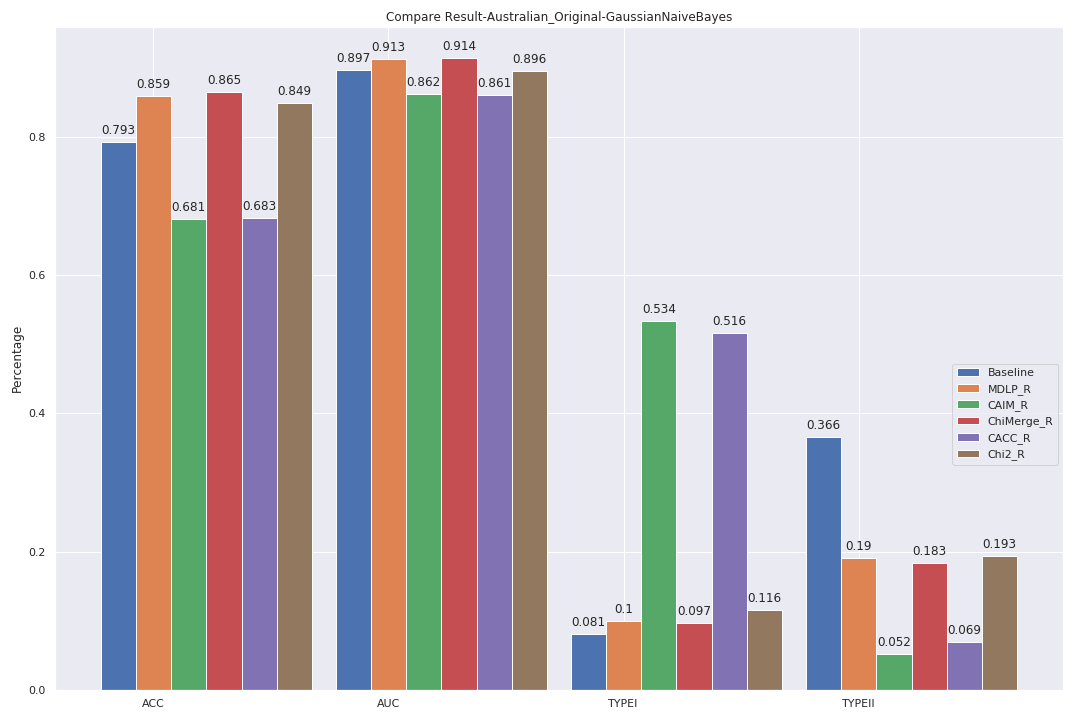 Compare Result-Australian_Original-GaussianNaiveBayes
Percentage
0.8
0.6
0.4
0.2
0.0
0.793
0.859
0.681
0.865
0.683
0.849
0.897
0.913
0.862
0.914
0.861
0.896
0.081
0.1
0.534
0.097
0.516
0.116
0.366
0.19
0.052
0.183
0.069
0.193
Baseline
MDLP_R
CAIM_R
ChiMerge_R
CACC_R
Chi2_R
ACC
AUC
TYPEI
TYPEII